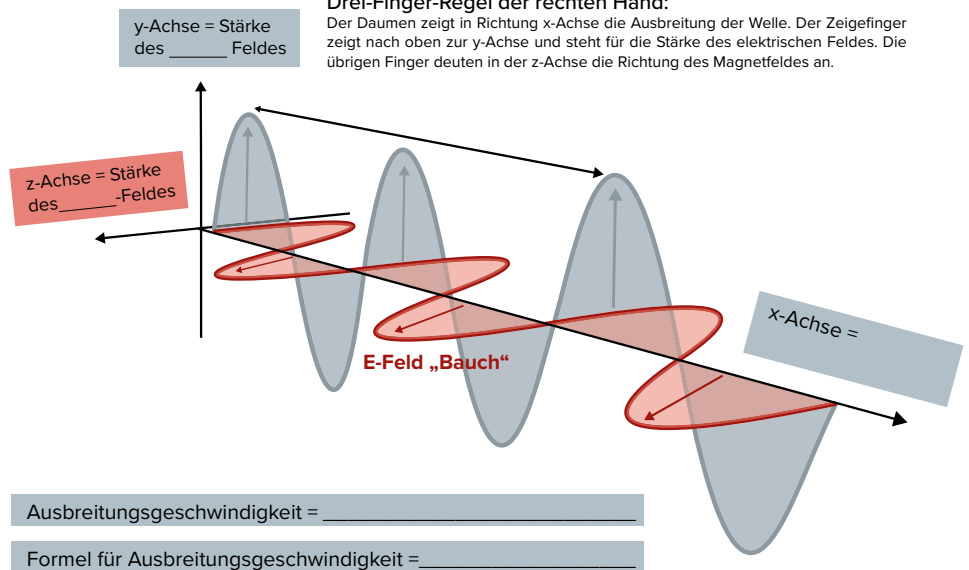 Drei-Finger-Regel der rechten Hand:
Der Daumen zeigt in Richtung x-Achse die Ausbreitung der Welle. Der Zeigefinger
zeigt nach oben zur y-Achse und steht für die Stärke des elektrischen Feldes. Die
übrigen Finger deuten in der z-Achse die Richtung des Magnetfeldes an.
y-Achse = Stärke
des ______ Feldes
z-Achse = Stärke
des______-Feldes
x-Achse =
E-Feld „Bauch“
Ausbreitungsgeschwindigkeit = ___________________________
Formel für Ausbreitungsgeschwindigkeit =___________________